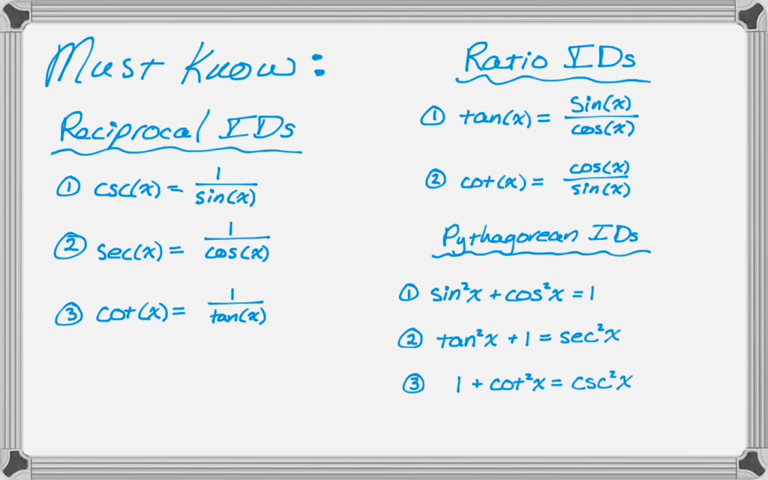 Must Know:
Reciprocal IDs
① csc(x) = 1/sin(x)
② sec(x) = 1/cos(x)
③ cot(x) = 1/tan(x)
Ratio IDs
① tan(x) = sin(x)/cos(x)
② cot(x) = cos(x)/sin(x)
Pythagorean IDs
① sin²x + cos²x = 1
② tan²x + 1 = sec²x
③ 1 + cot²x = csc²x